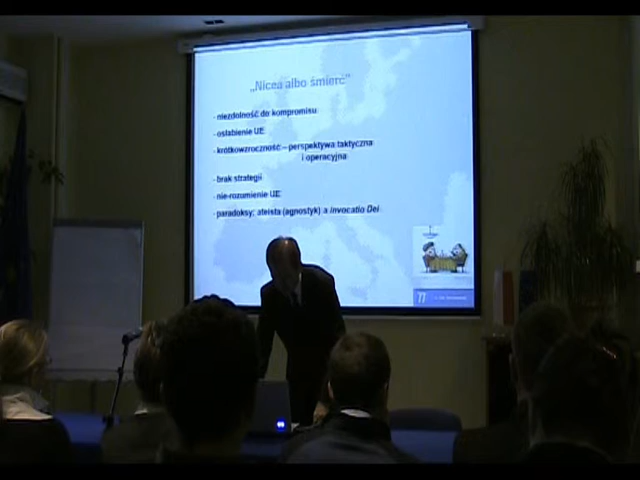 „Nicea albo śmierć”
- niezdolność do kompromisu
- osłabienie UE
- krótkowzroczność – perspektywa taktyczna
i operacyjna
- brak strategii
- nie-rozumienie UE
- paradoksy: ateista (agnostyk) a invocatio Dei
77